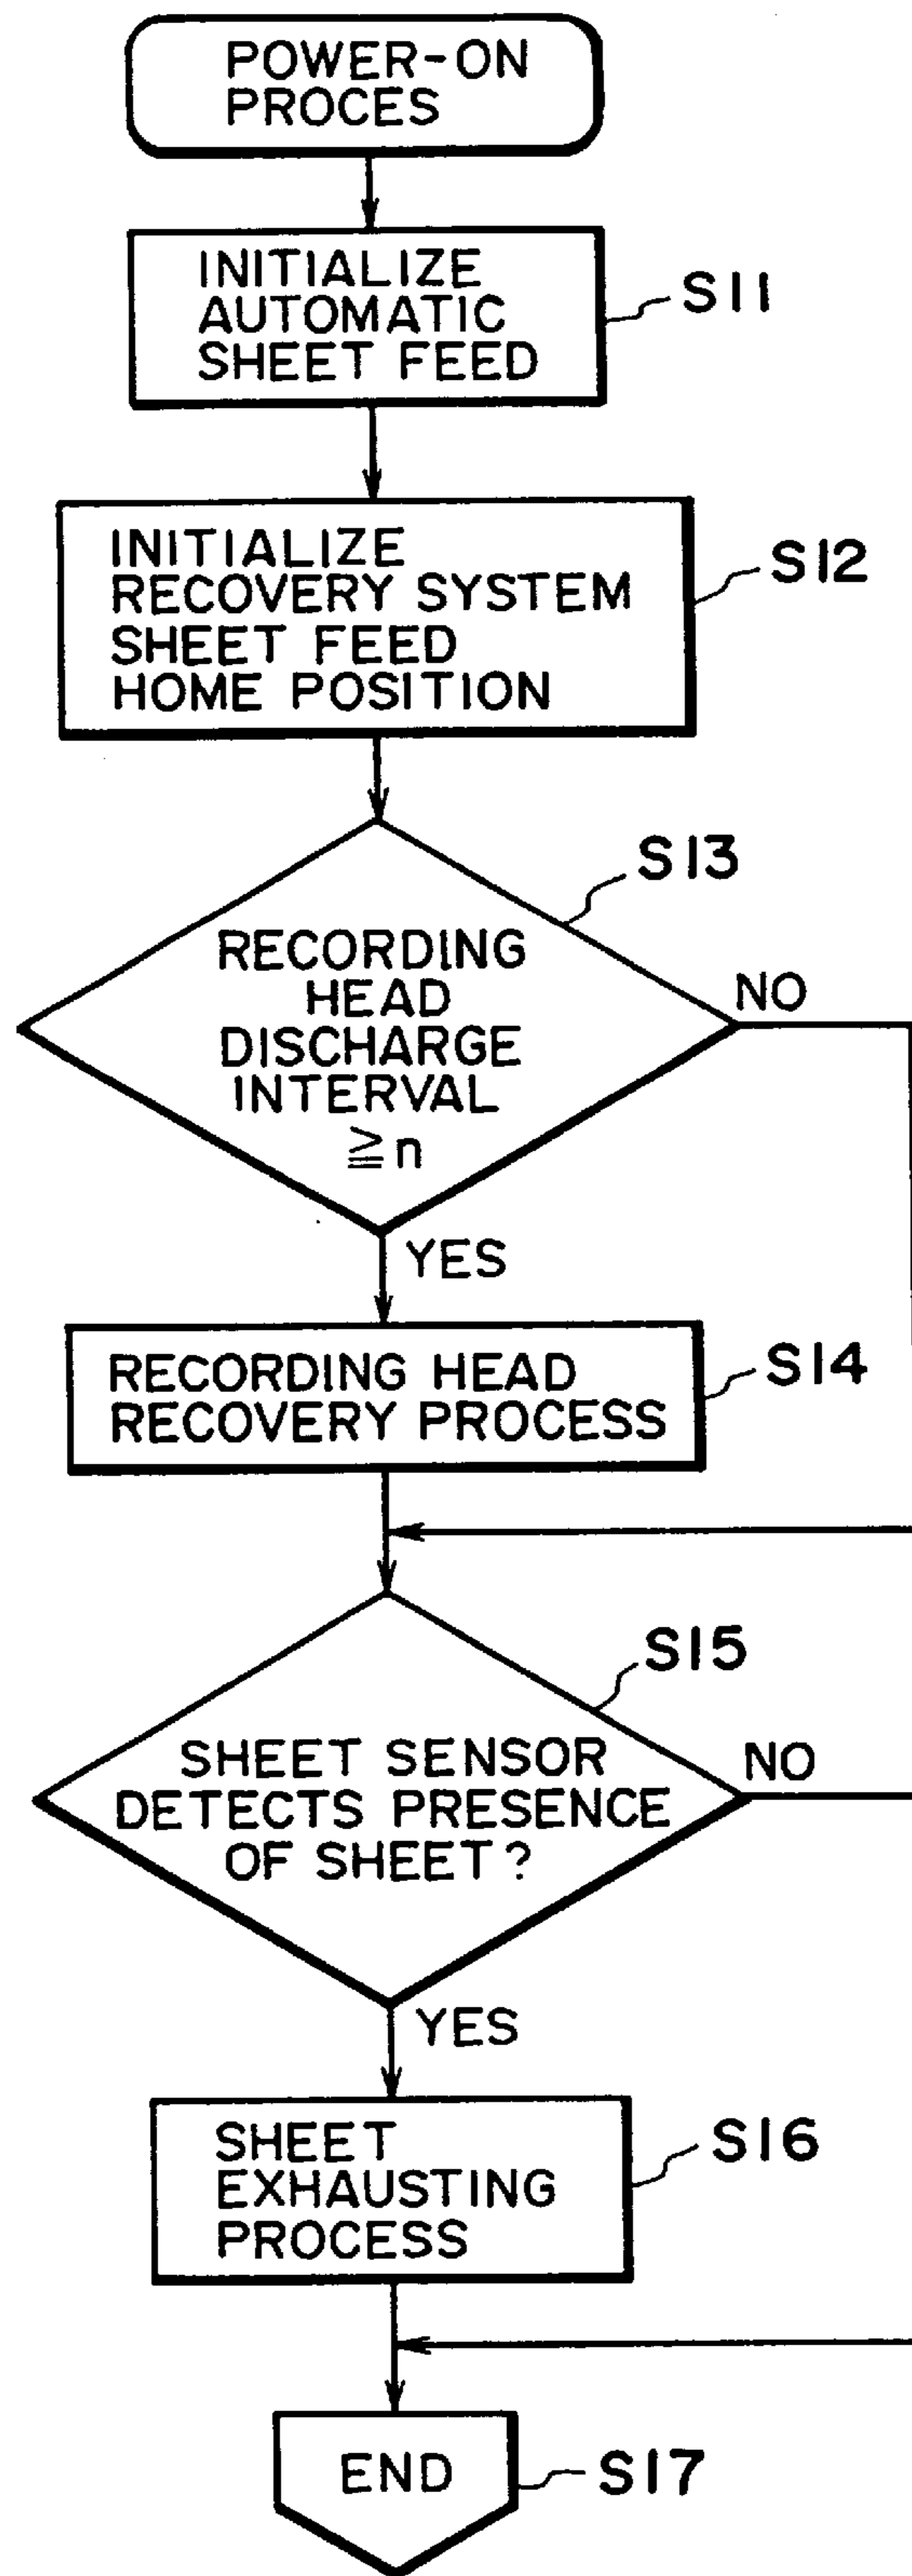 POWER-ON
PROCES
INITIALIZE
AUTOMATIC
SHEET FEED
S11
INITIALIZE
RECOVERY SYSTEM
SHEET FEED
HOME POSITION
S12
S13
RECORDING
HEAD
DISCHARGE
INTERVAL
≧n
NO
YES
RECORDING HEAD
RECOVERY PROCESS
S14
S15
SHEET SENSOR
DETECTS PRESENCE
OF SHEET?
NO
YES
SHEET
EXHAUSTING
PROCESS
S16
END
S17